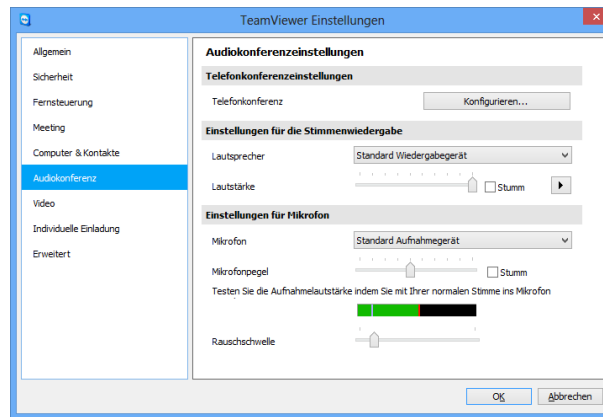 TeamViewer Einstellungen
Allgemein
Sicherheit
Fernsteuerung
Meeting
Computer & Kontakte
Audiokonferenz
Video
Individuelle Einladung
Erweitert
Audiokonferenzeinstellungen
Telefonkonferenzeinstellungen
Telefonkonferenz Konfigurieren...
Einstellungen für die Stimmenwiedergabe
Lautsprecher Standard Wiedergabegerät
Lautstärke Stumm
Einstellungen für Mikrofon
Mikrofon Standard Aufnahmegerät
Mikrofonpegel Stumm
Testen Sie die Aufnahmelautstärke indem Sie mit Ihrer normalen Stimme ins Mikrofon
Rauschschwelle
OK Abbrechen